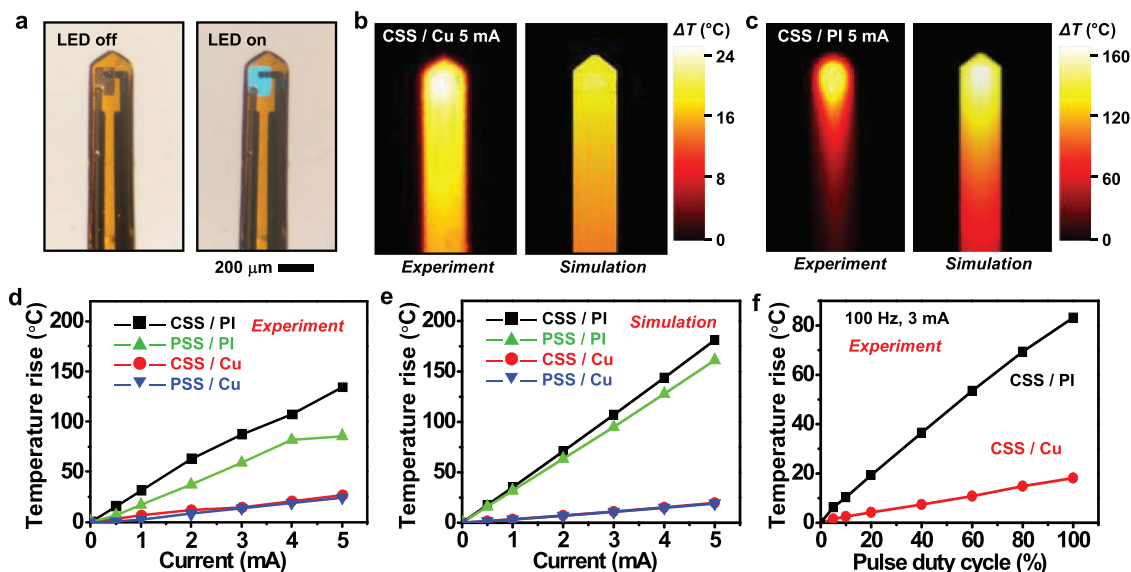 a
LED off
LED on
200 μm
b
CSS / Cu 5 mA
ΔT (°C)
24
16
8
0
Experiment
Simulation
c
CSS / PI 5 mA
ΔT (°C)
160
120
60
0
Experiment
Simulation
d
Temperature rise (°C)
200
150
100
50
0
CSS / PI
PSS / PI
CSS / Cu
PSS / Cu
Experiment
0 1 2 3 4 5
Current (mA)
e
Temperature rise (°C)
200
150
100
50
0
CSS / PI
PSS / PI
CSS / Cu
PSS / Cu
Simulation
0 1 2 3 4 5
Current (mA)
f
Temperature rise (°C)
80
60
40
20
0
100 Hz, 3 mA
Experiment
CSS / PI
CSS / Cu
0 20 40 60 80 100
Pulse duty cycle (%)